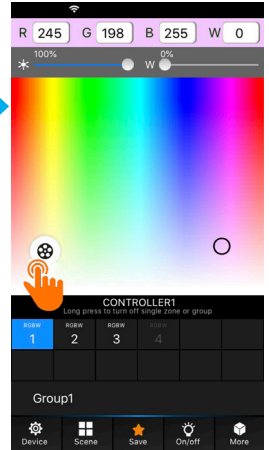 R 245 G 198 B 255 W 0
100% W 0%
CONTROLLER1
Long press to turn off single zone or group
RGBW RGBW RGBW RGBW
1 2 3 4
Group1
Device Scene Save On/off More